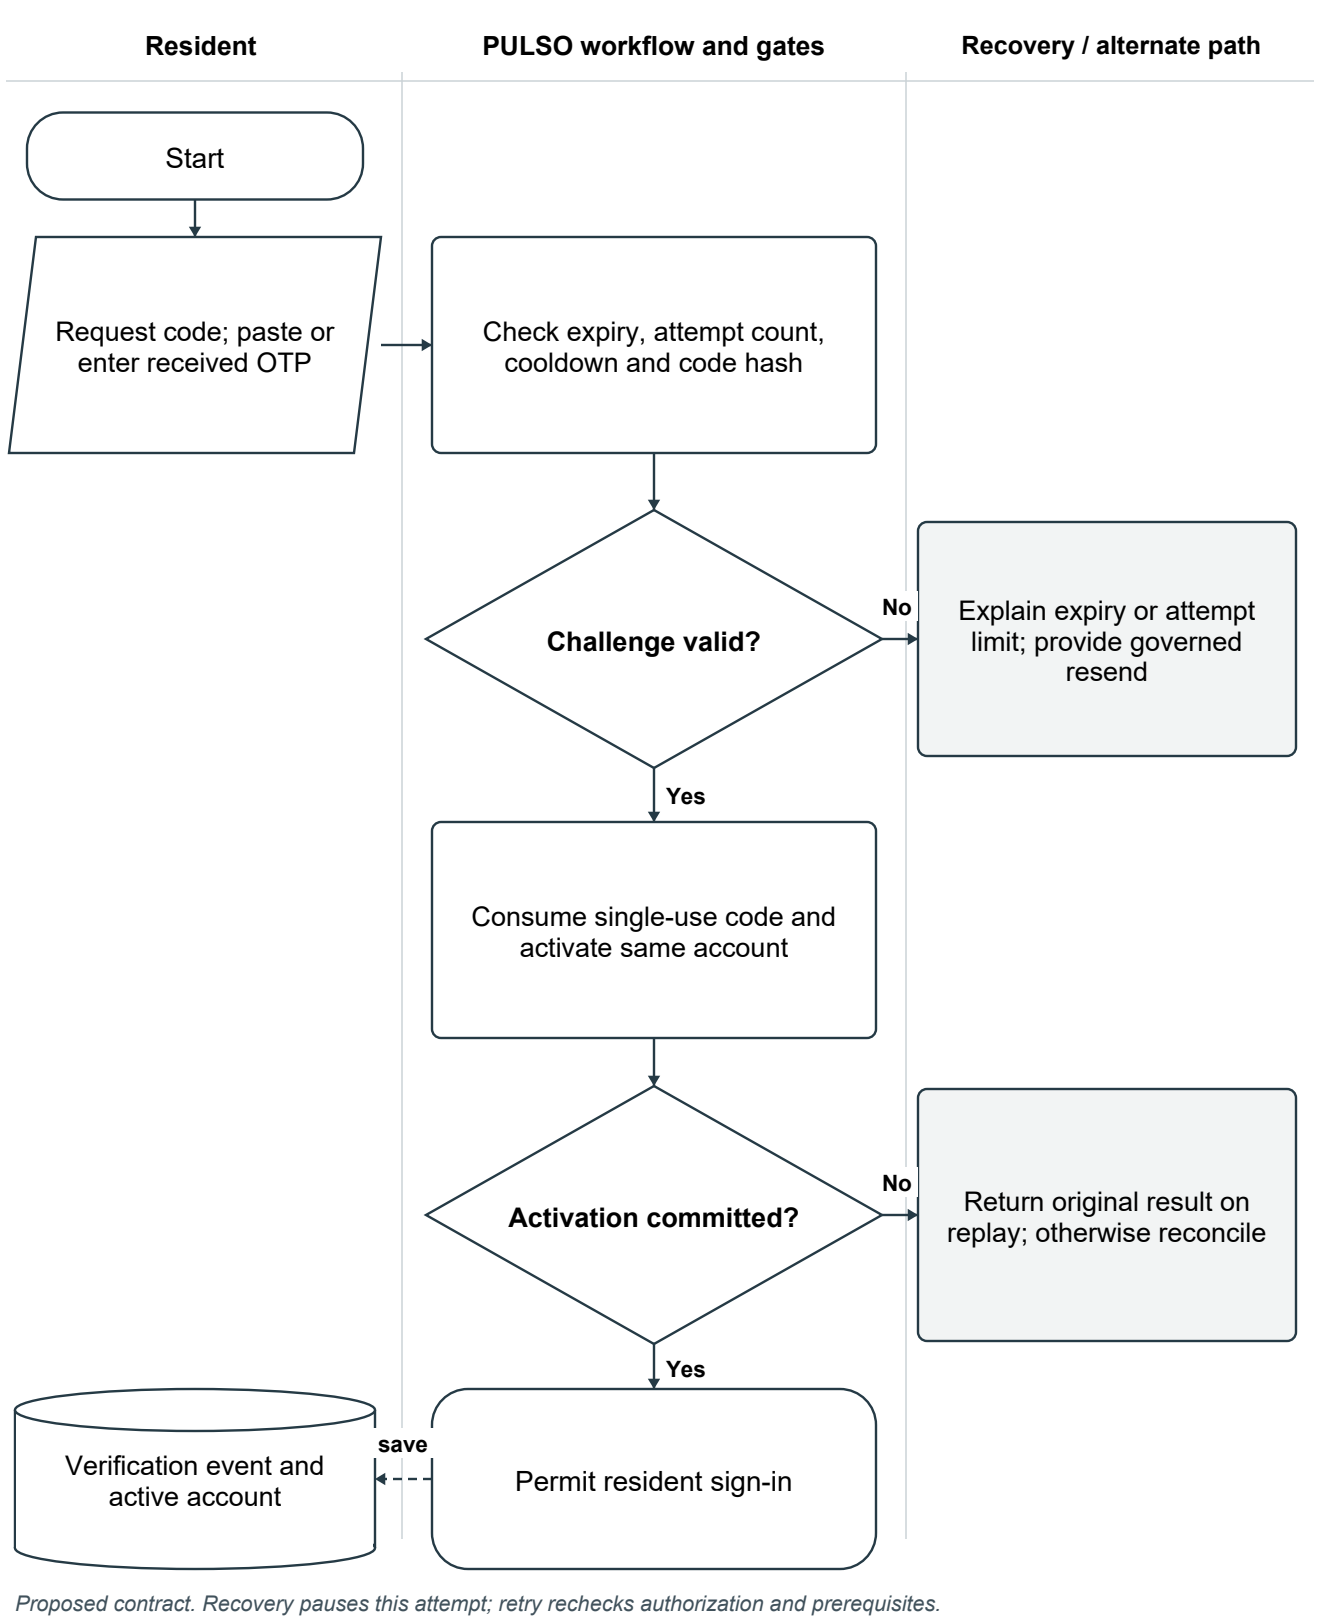 Resident
PULSO workflow and gates
Recovery / alternate path
Start
Request code; paste or
enter received OTP
Check expiry, attempt count,
cooldown and code hash
Challenge valid?
No
Explain expiry or attempt
limit; provide governed
resend
Yes
Consume single-use code and
activate same account
Activation committed?
No
Return original result on
replay; otherwise reconcile
Yes
Permit resident sign-in
save
Verification event and
active account
Proposed contract. Recovery pauses this attempt; retry rechecks authorization and prerequisites.